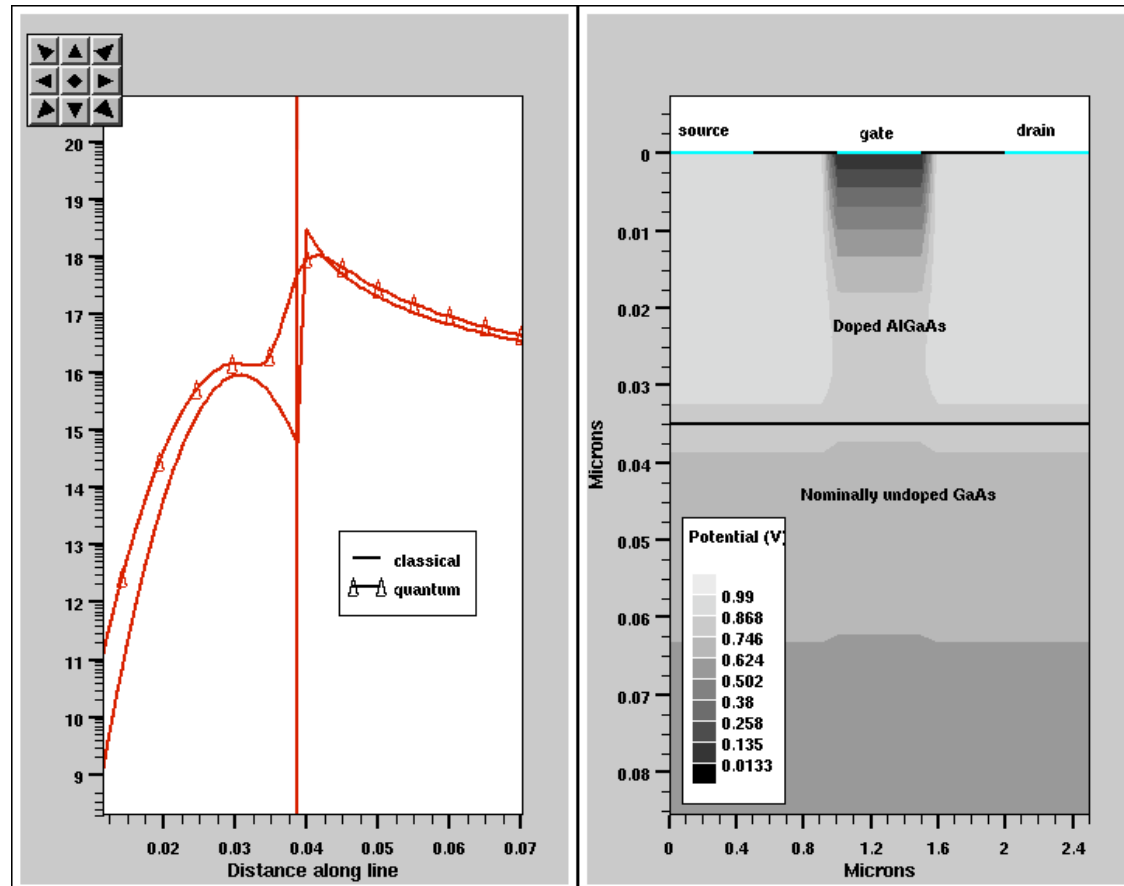 20
19
18
17
16
15
14
13
12
11
10
9
classical
quantum
0.02 0.03 0.04 0.05 0.06 0.07
Distance along line
source gate drain
0
0.01
0.02
0.03
0.04
0.05
0.06
0.07
0.08
Microns
Doped AlGaAs
Nominally undoped GaAs
Potential (V)
0.99
0.868
0.746
0.624
0.502
0.38
0.258
0.135
0.0133
0 0.4 0.8 1.2 1.6 2 2.4
Microns